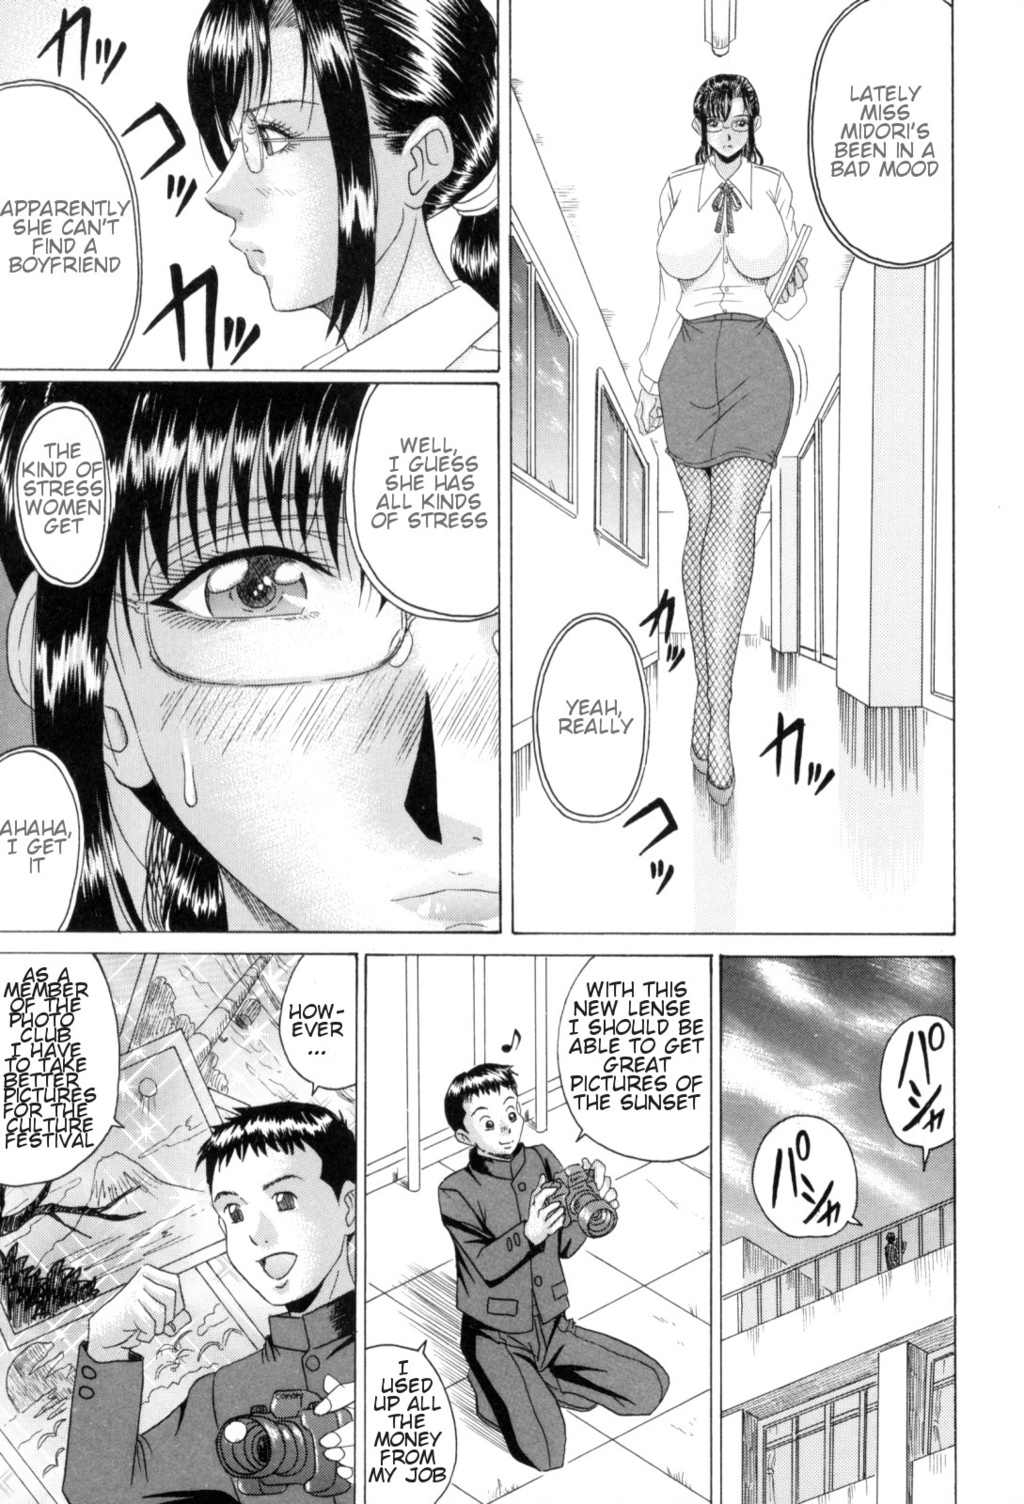 LATELY
MISS
MIDORI'S
BEEN IN A
BAD MOOD
YEAH,
REALLY
カッ
カッ
APPARENTLY
SHE CAN'T
FIND A
BOYFRIEND
カッ
コッ
カッ
WELL,
I GUESS
SHE HAS
ALL KINDS
OF STRESS
THE
KIND OF
STRESS
WOMEN
GET
AHAHA,
I GET
IT
パシャ
パシャ
WITH THIS
NEW LENSE
I SHOULD BE
ABLE TO GET
GREAT
PICTURES OF
THE SUNSET
I
USED
UP ALL
THE
MONEY
FROM
MY JOB
HOW-
EVER
...
AS A
MEMBER
OF THE
PHOTO
CLUB
I HAVE
TO TAKE
BETTER
PICTURES
FOR THE
CULTURE
FESTIVAL